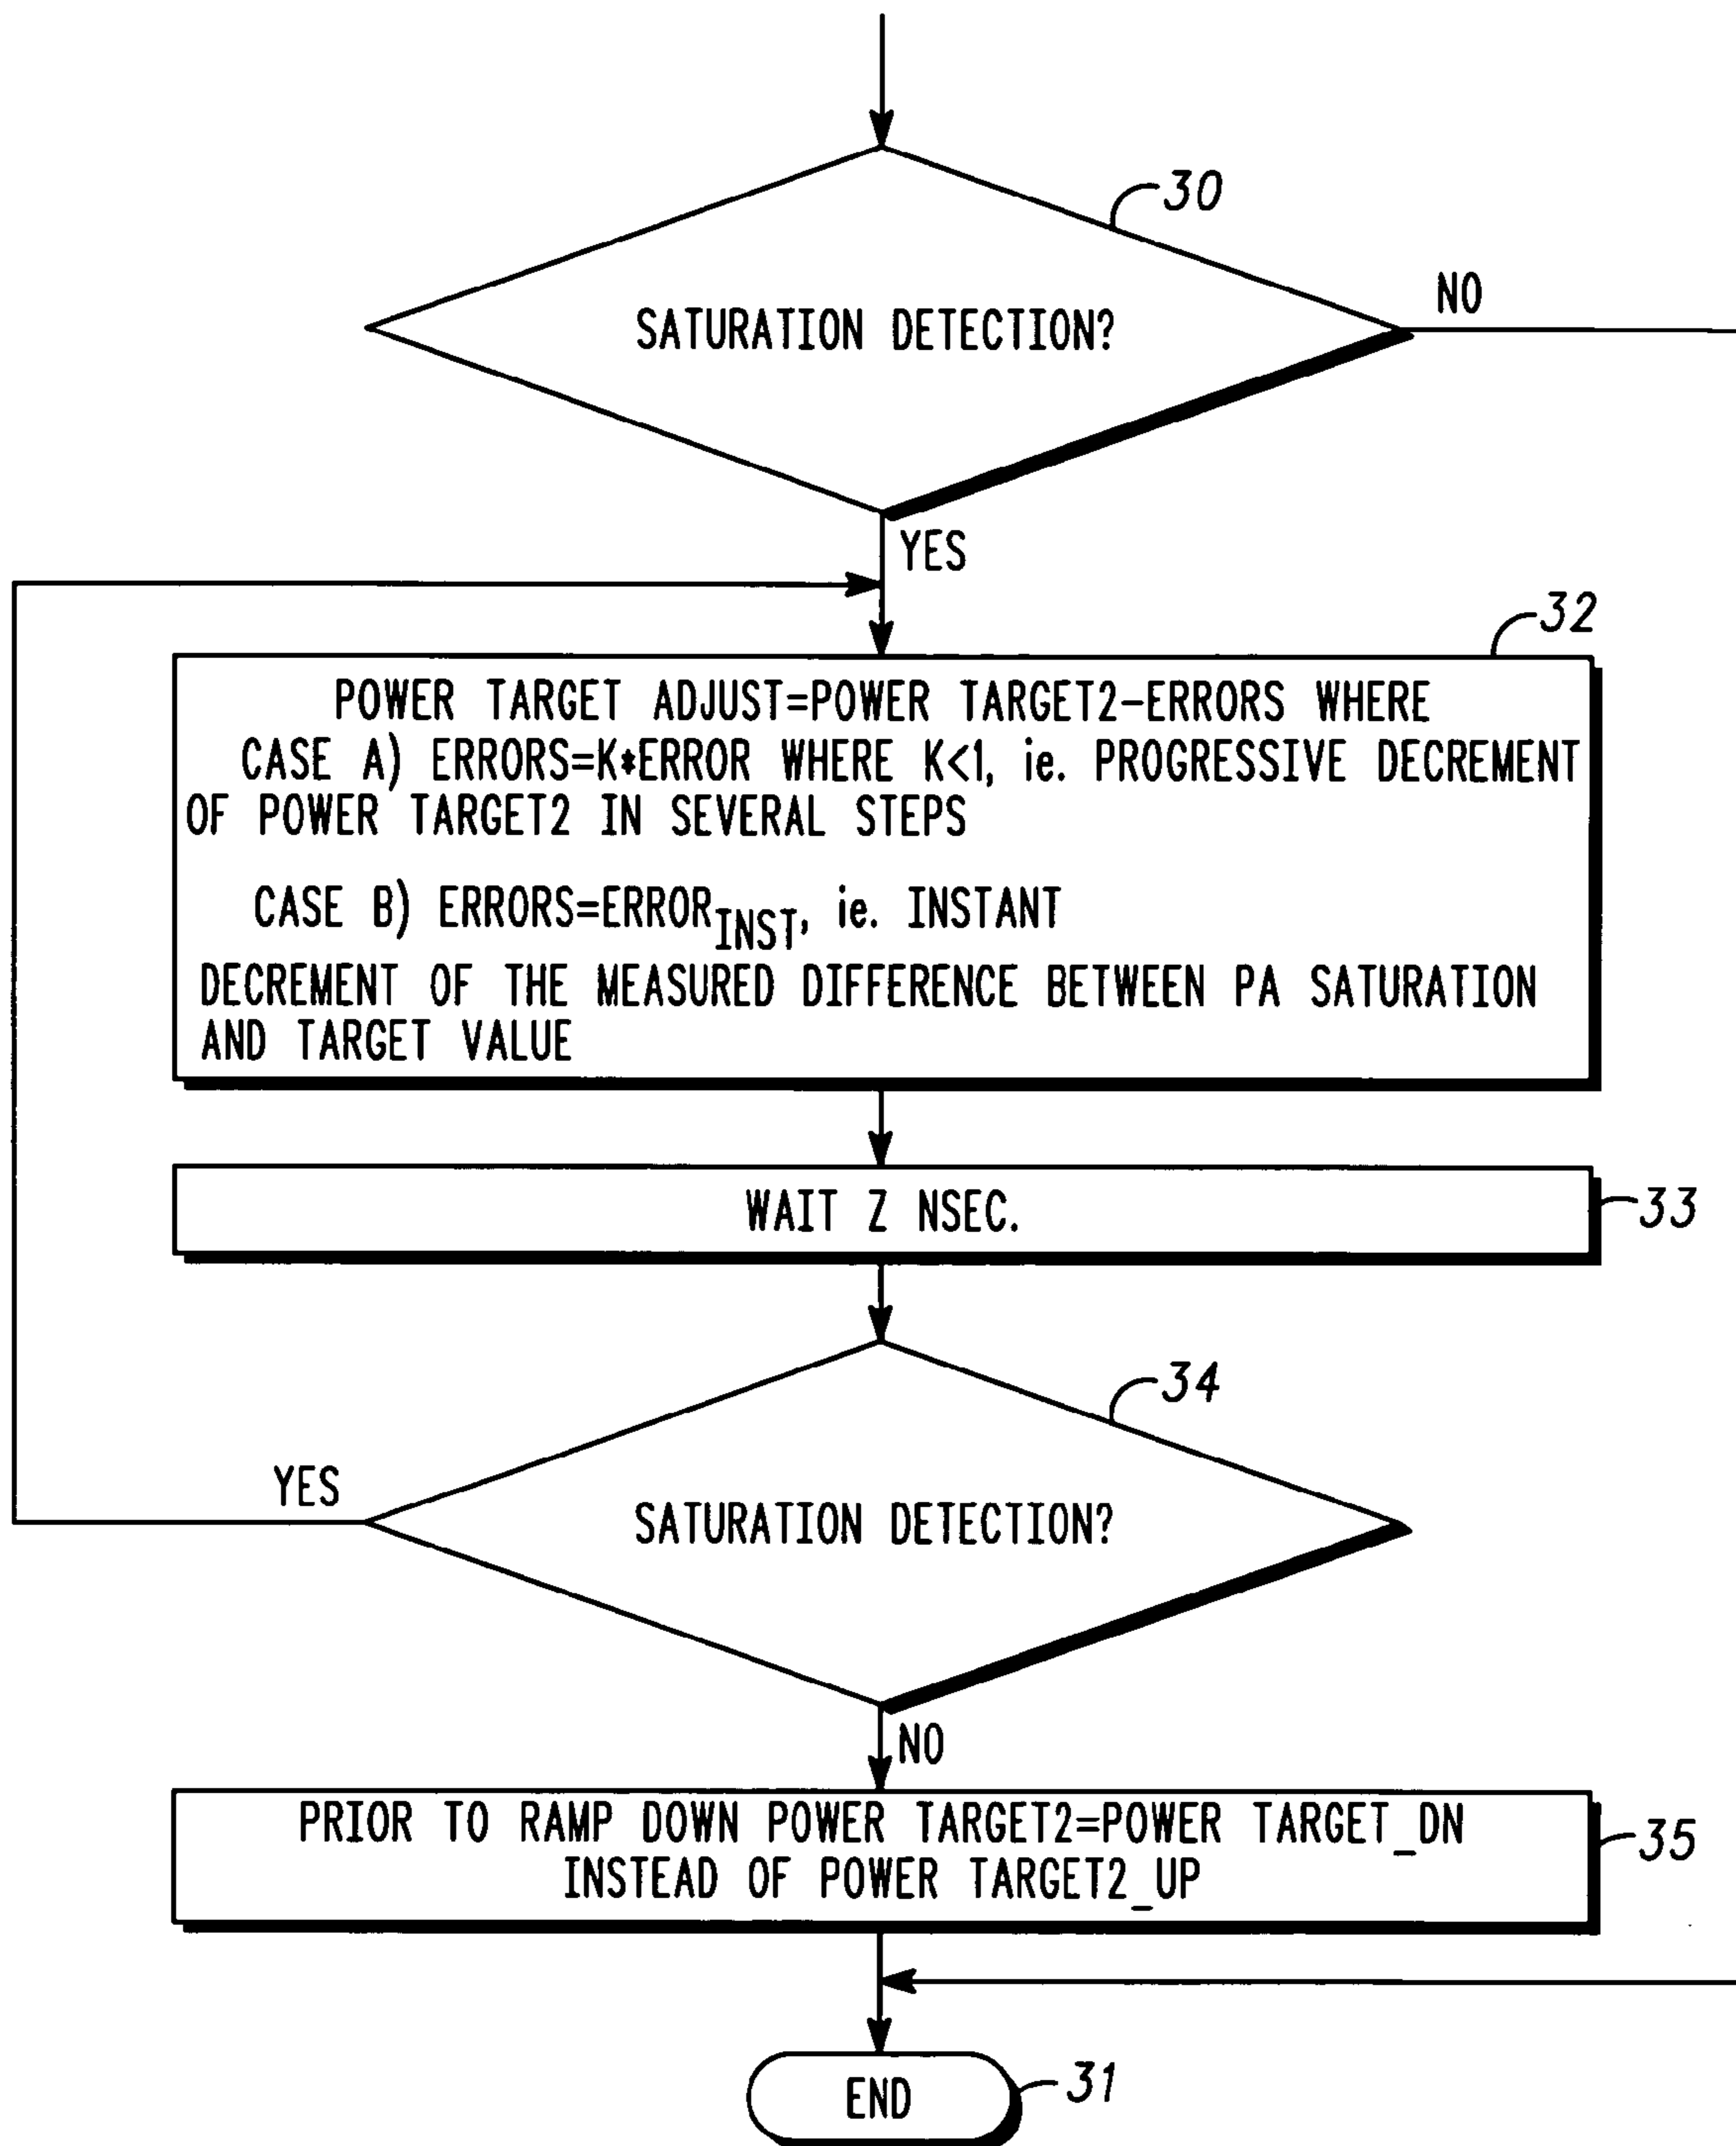 30
SATURATION DETECTION?
NO
YES
32
POWER TARGET ADJUST=POWER TARGET2-ERRORS WHERE
CASE A) ERRORS=K*ERROR WHERE K<1, ie. PROGRESSIVE DECREMENT
OF POWER TARGET2 IN SEVERAL STEPS
CASE B) ERRORS=ERROR INST, ie. INSTANT
DECREMENT OF THE MEASURED DIFFERENCE BETWEEN PA SATURATION
AND TARGET VALUE
WAIT Z NSEC.
33
34
YES
SATURATION DETECTION?
NO
PRIOR TO RAMP DOWN POWER TARGET2=POWER TARGET_DN
INSTEAD OF POWER TARGET2_UP
35
END
31